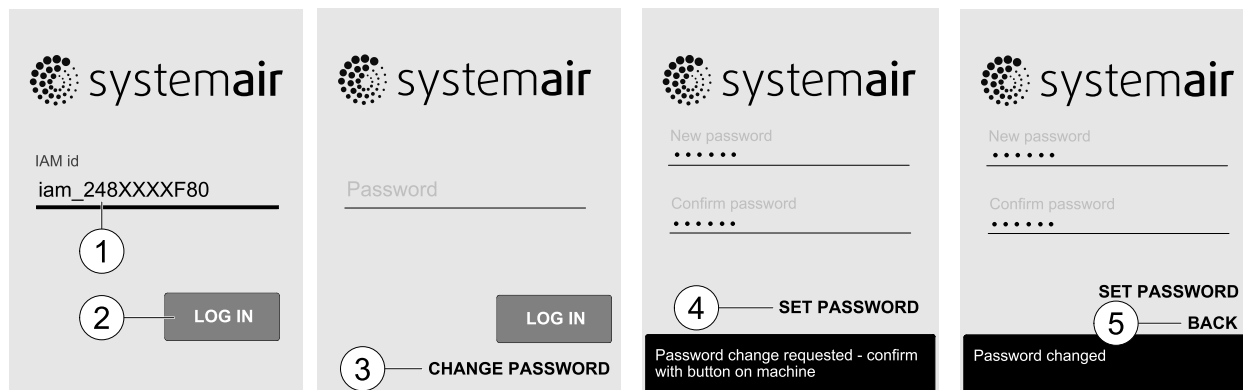 systemair
IAM id
iam_248XXXXF80
1
2
LOG IN
systemair
Password
LOG IN
3
CHANGE PASSWORD
systemair
New password
••••••
Confirm password
••••••
4
SET PASSWORD
Password change requested - confirm
with button on machine
systemair
New password
••••••
Confirm password
••••••
SET PASSWORD
5
BACK
Password changed